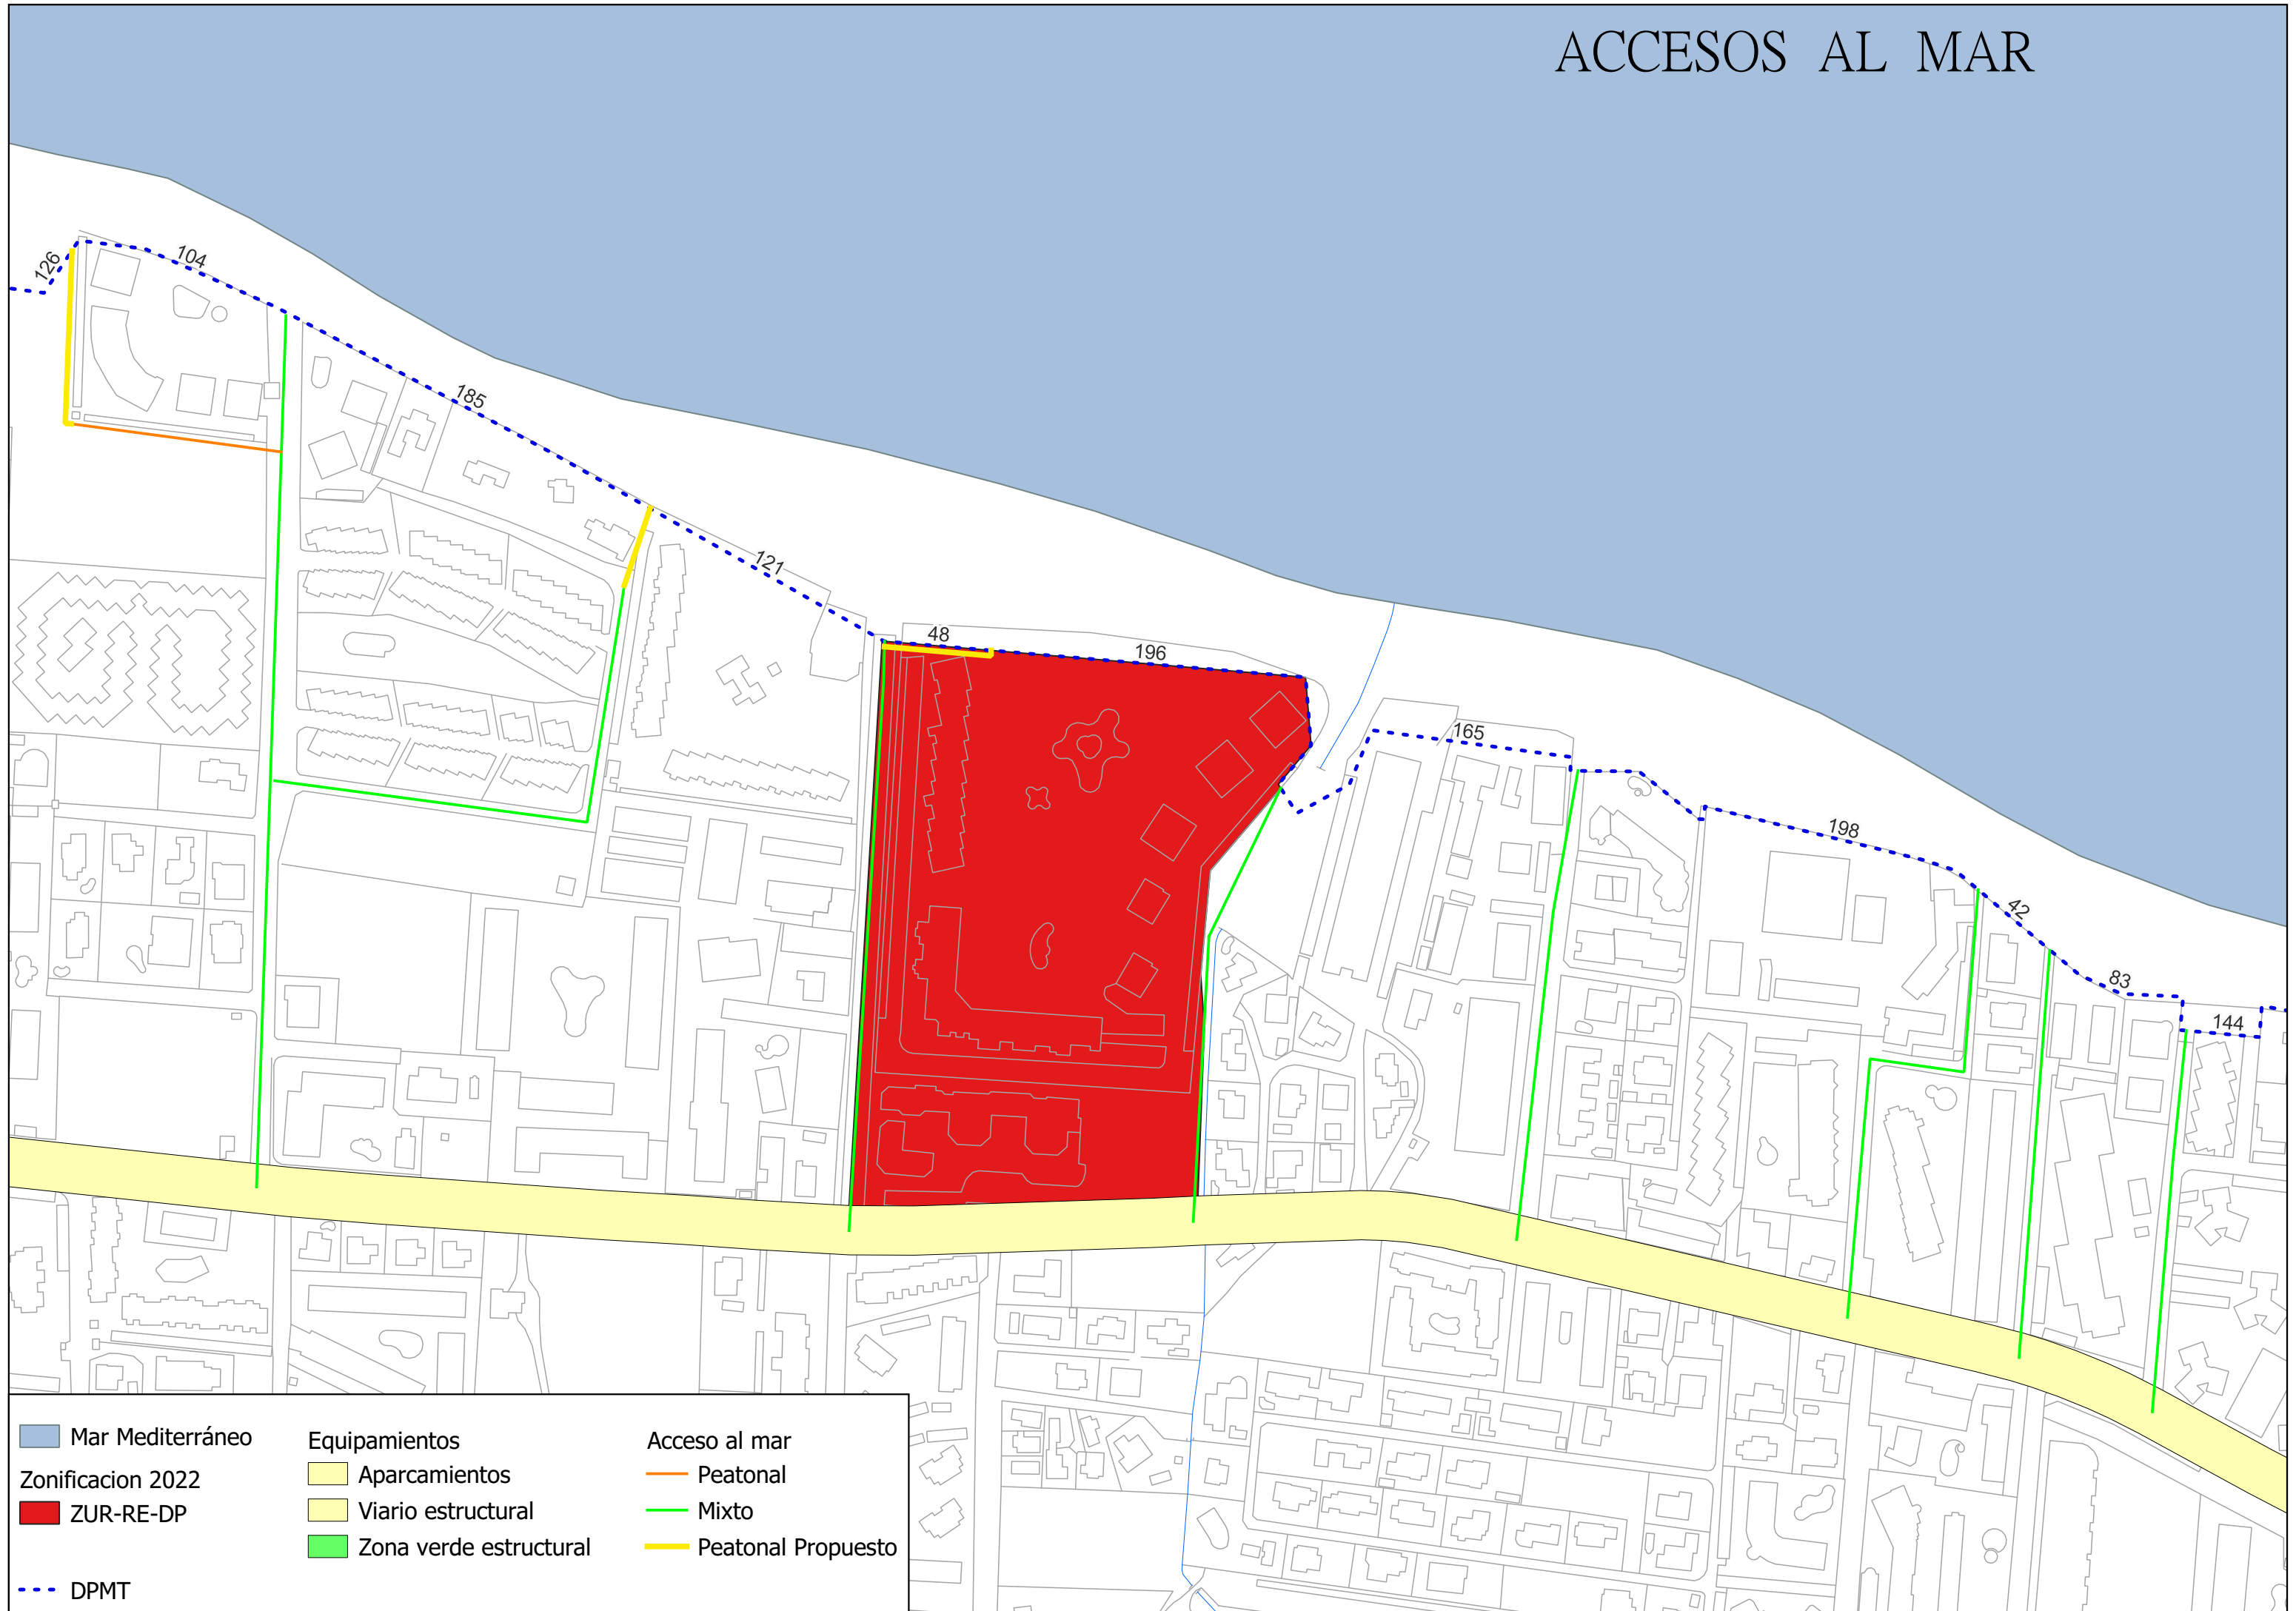 ACCESOS AL MAR
126
104
185
121
48
196
165
198
42
83
144
Mar Mediterráneo
Zonificacion 2022
ZUR-RE-DP
DPMT
Equipamientos
Aparcamientos
Viario estructural
Zona verde estructural
Acceso al mar
Peatonal
Mixto
Peatonal Propuesto